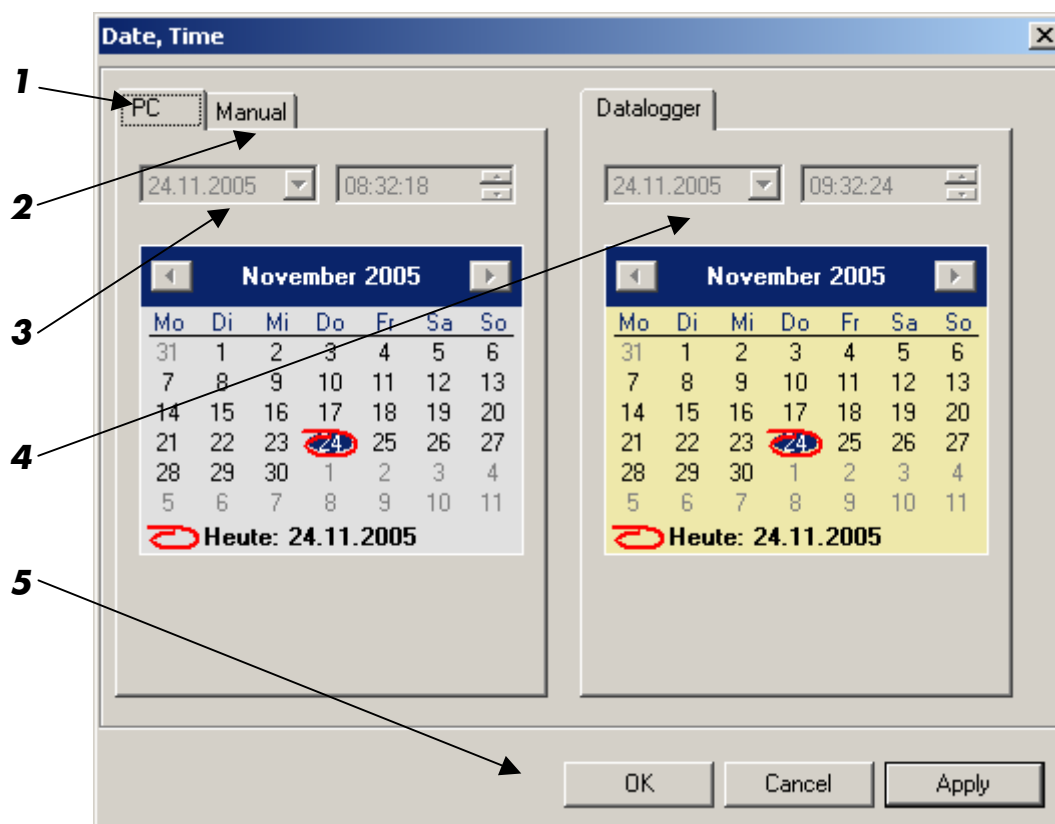 Date, Time
1
PC Manual Datalogger
2
24.11.2005 08:32:18 24.11.2005 09:32:24
November 2005 November 2005
3
Mo Di Mi Do Fr Sa So Mo Di Mi Do Fr Sa So
31 1 2 3 4 5 6 31 1 2 3 4 5 6
7 8 9 10 11 12 13 7 8 9 10 11 12 13
14 15 16 17 18 19 20 14 15 16 17 18 19 20
4
21 22 23 24 25 26 27 21 22 23 24 25 26 27
28 29 30 1 2 3 4 28 29 30 1 2 3 4
5 6 7 8 9 10 11 5 6 7 8 9 10 11
Heute: 24.11.2005 Heute: 24.11.2005
5
OK Cancel Apply